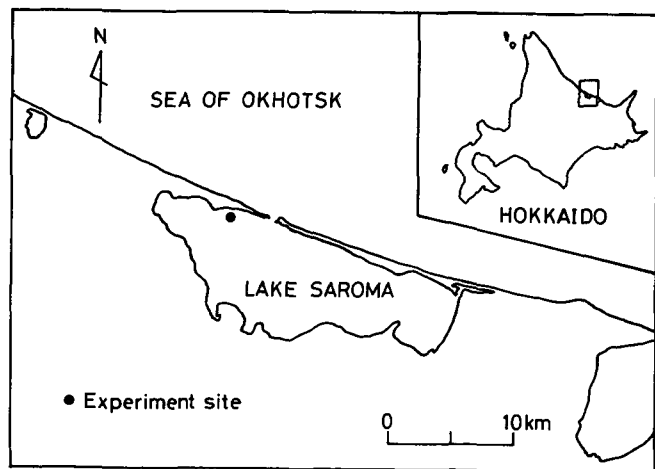 N
SEA OF OKHOTSK
HOKKAIDO
LAKE SAROMA
● Experiment site
0 10km